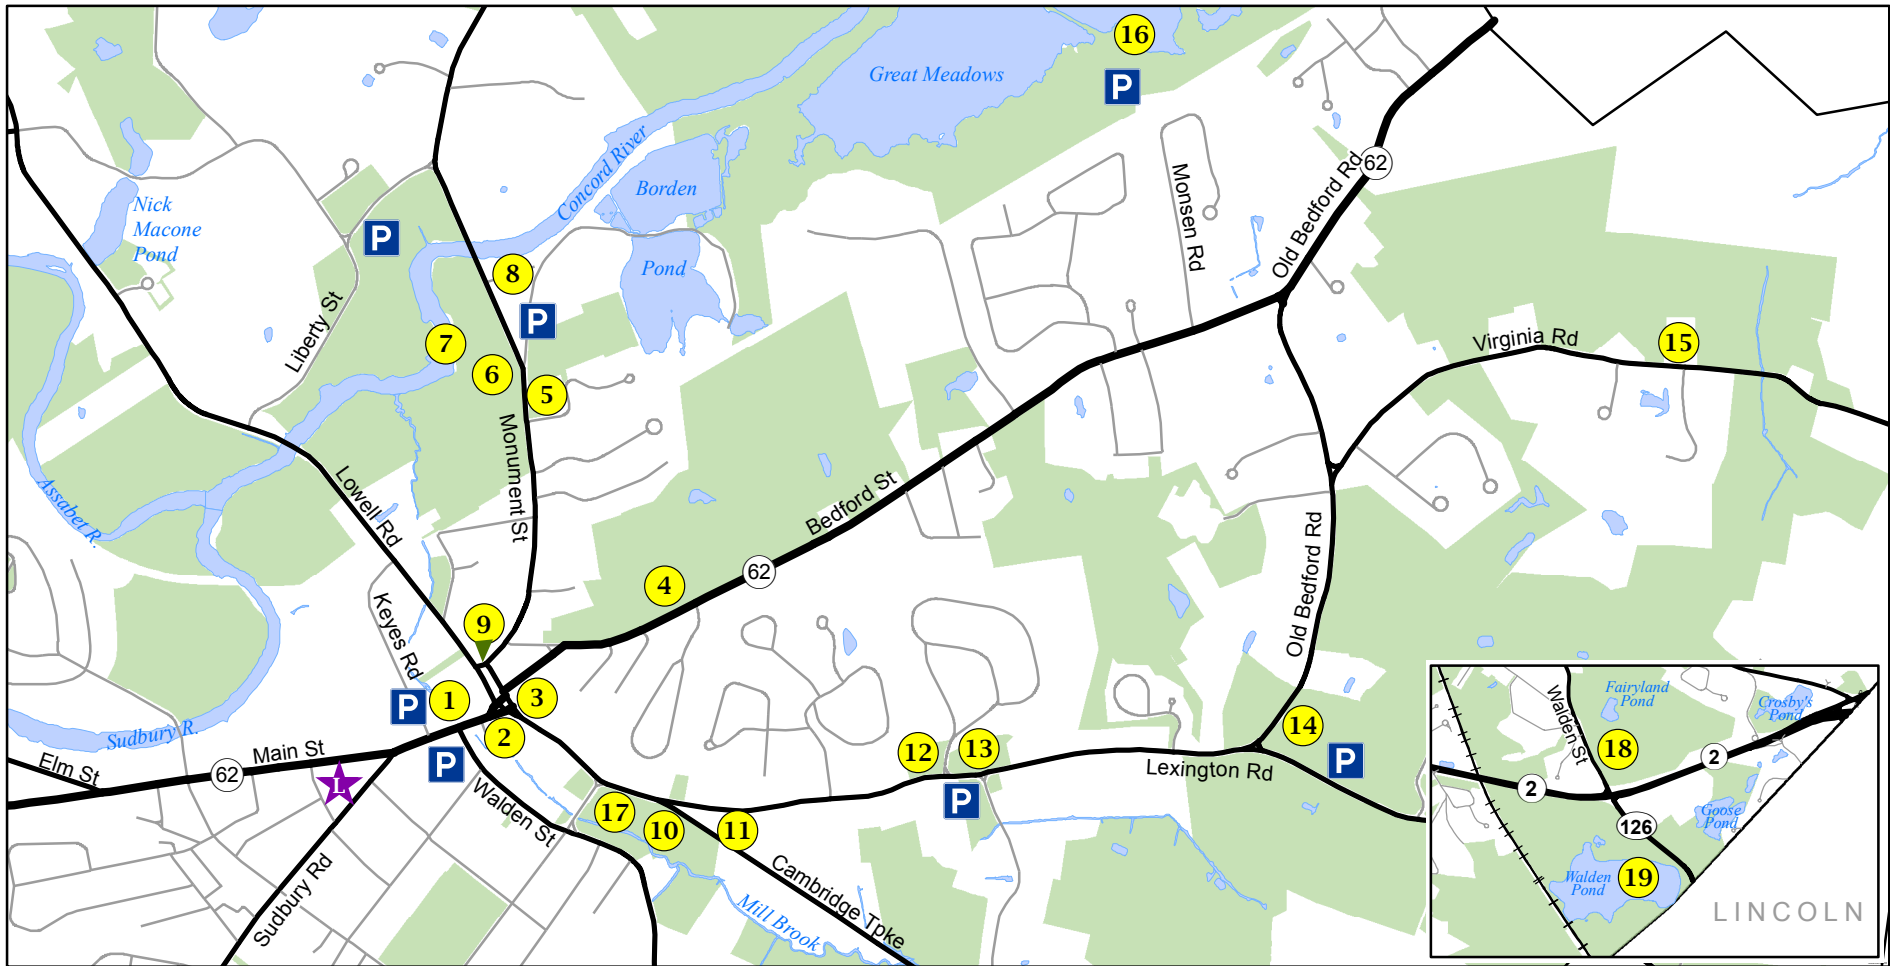 16
Great Meadows
P
Concord River
62
Old Bedford Rd
Monsen Rd
Borden
Pond
Nick
Macone
Pond
P
8
P
Liberty St
7
6
5
Virginia Rd
15
Monument St
Lowell Rd
Assabet R.
Bedford St
62
4
Old Bedford Rd
Keyes Rd
9
1
P
3
2
Sudbury R.
Main St
62
Elm St
L
P
Walden St
Sudbury Rd
17
10
11
12
13
P
14
P
Lexington Rd
Cambridge Tpke
Mill Brook
Fairyland
Pond
Crosby's
Pond
Walden St
18
2
2
Goose
Pond
126
Walden
Pond
19
LINCOLN